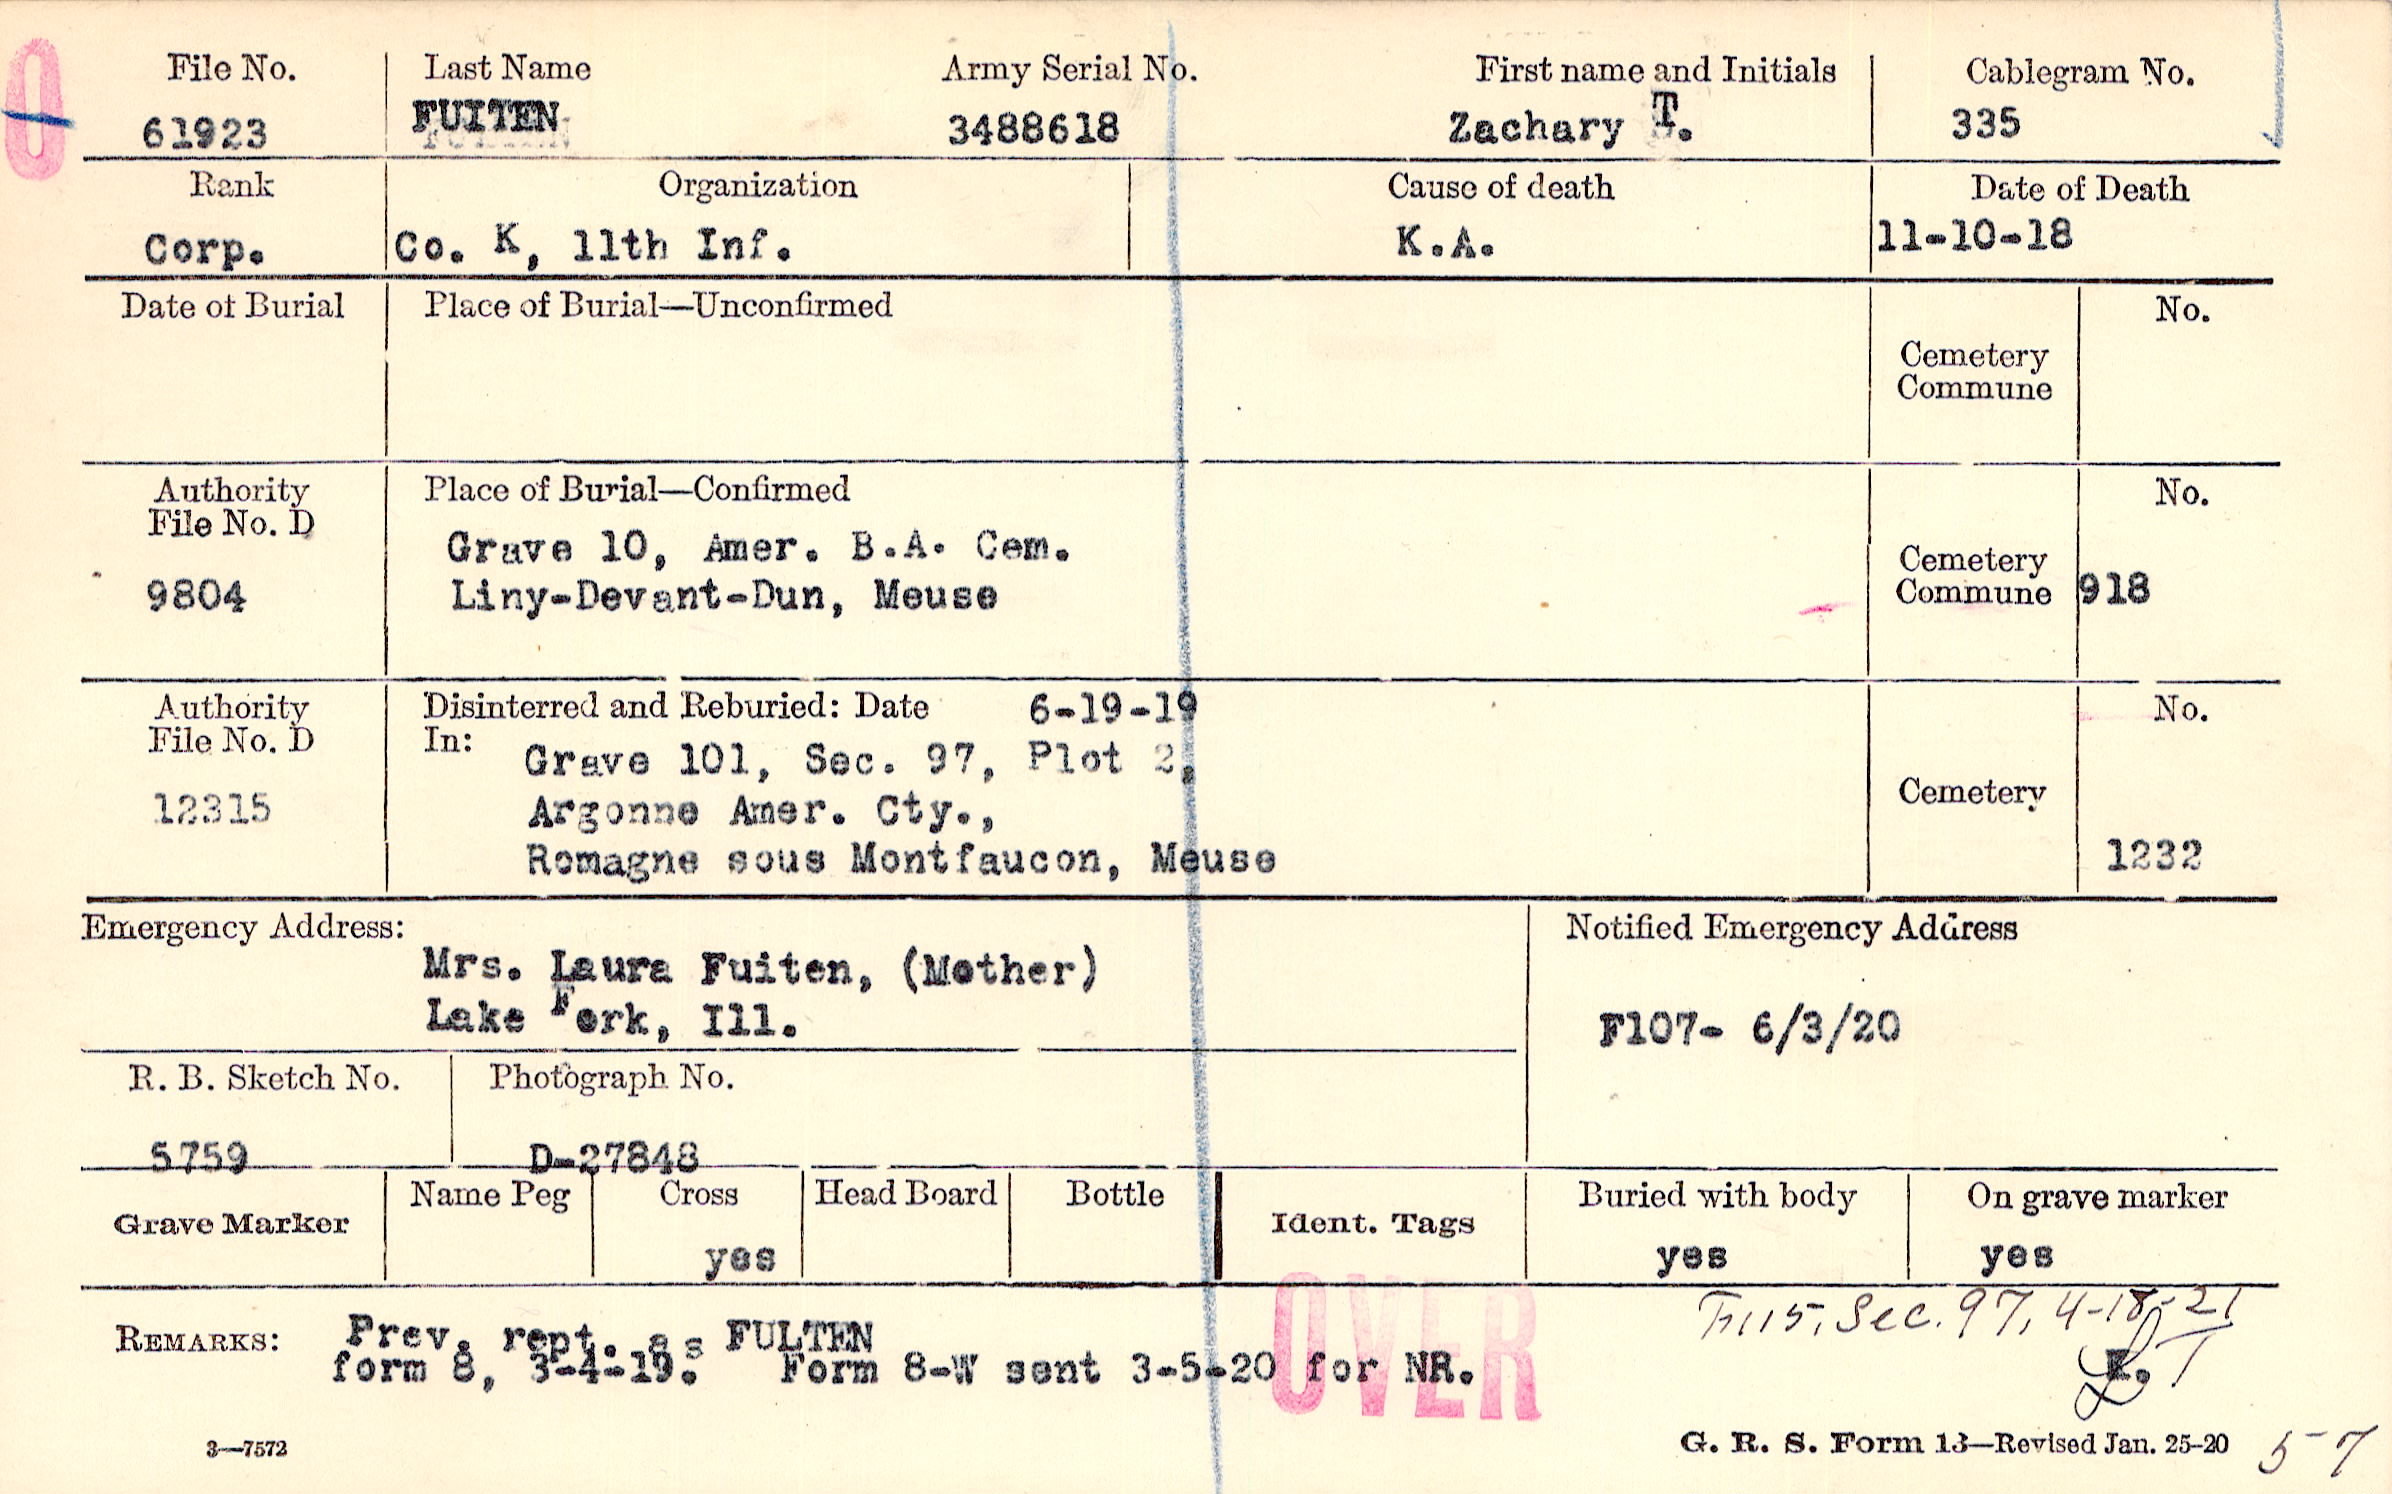 O
File No. Last Name Army Serial No. First name and Initials Cablegram No.
61923 FUITEN 3488618 Zachary T. 335
Rank Organization Cause of death Date of Death
Corp. Co. K, 11th Inf. K.A. 11-10-18
Date of Burial Place of Burial—Unconfirmed No.
Cemetery
Commune
Authority Place of Burial—Confirmed No.
File No. D
Grave 10, Amer. B.A. Cem. Cemetery
9804 Liny-Devant-Dun, Meuse Commune 918
Authority Disinterred and Reburied: Date 6-19-19 No.
File No. D In:
Grave 101, Sec. 97, Plot 2,
12315 Argonne Amer. Cty., Cemetery
Romagne sous Montfaucon, Meuse 1232
Emergency Address: Notified Emergency Address
Mrs. Laura Fuiten, (Mother)
Lake Fork, Ill. F107- 6/3/20
R. B. Sketch No. Photograph No.
5759 D-27848
Grave Marker Name Peg Cross Head Board Bottle Ident. Tags Buried with body On grave marker
yes yes yes
F115, Sec. 97, 4-18-21
REMARKS: Prev. rept. as FULTEN
form 8, 3-4-19. Form 8-W sent 3-5-20 for NR.
OVER
3—7572 G. R. S. Form 13—Revised Jan. 25-20 57